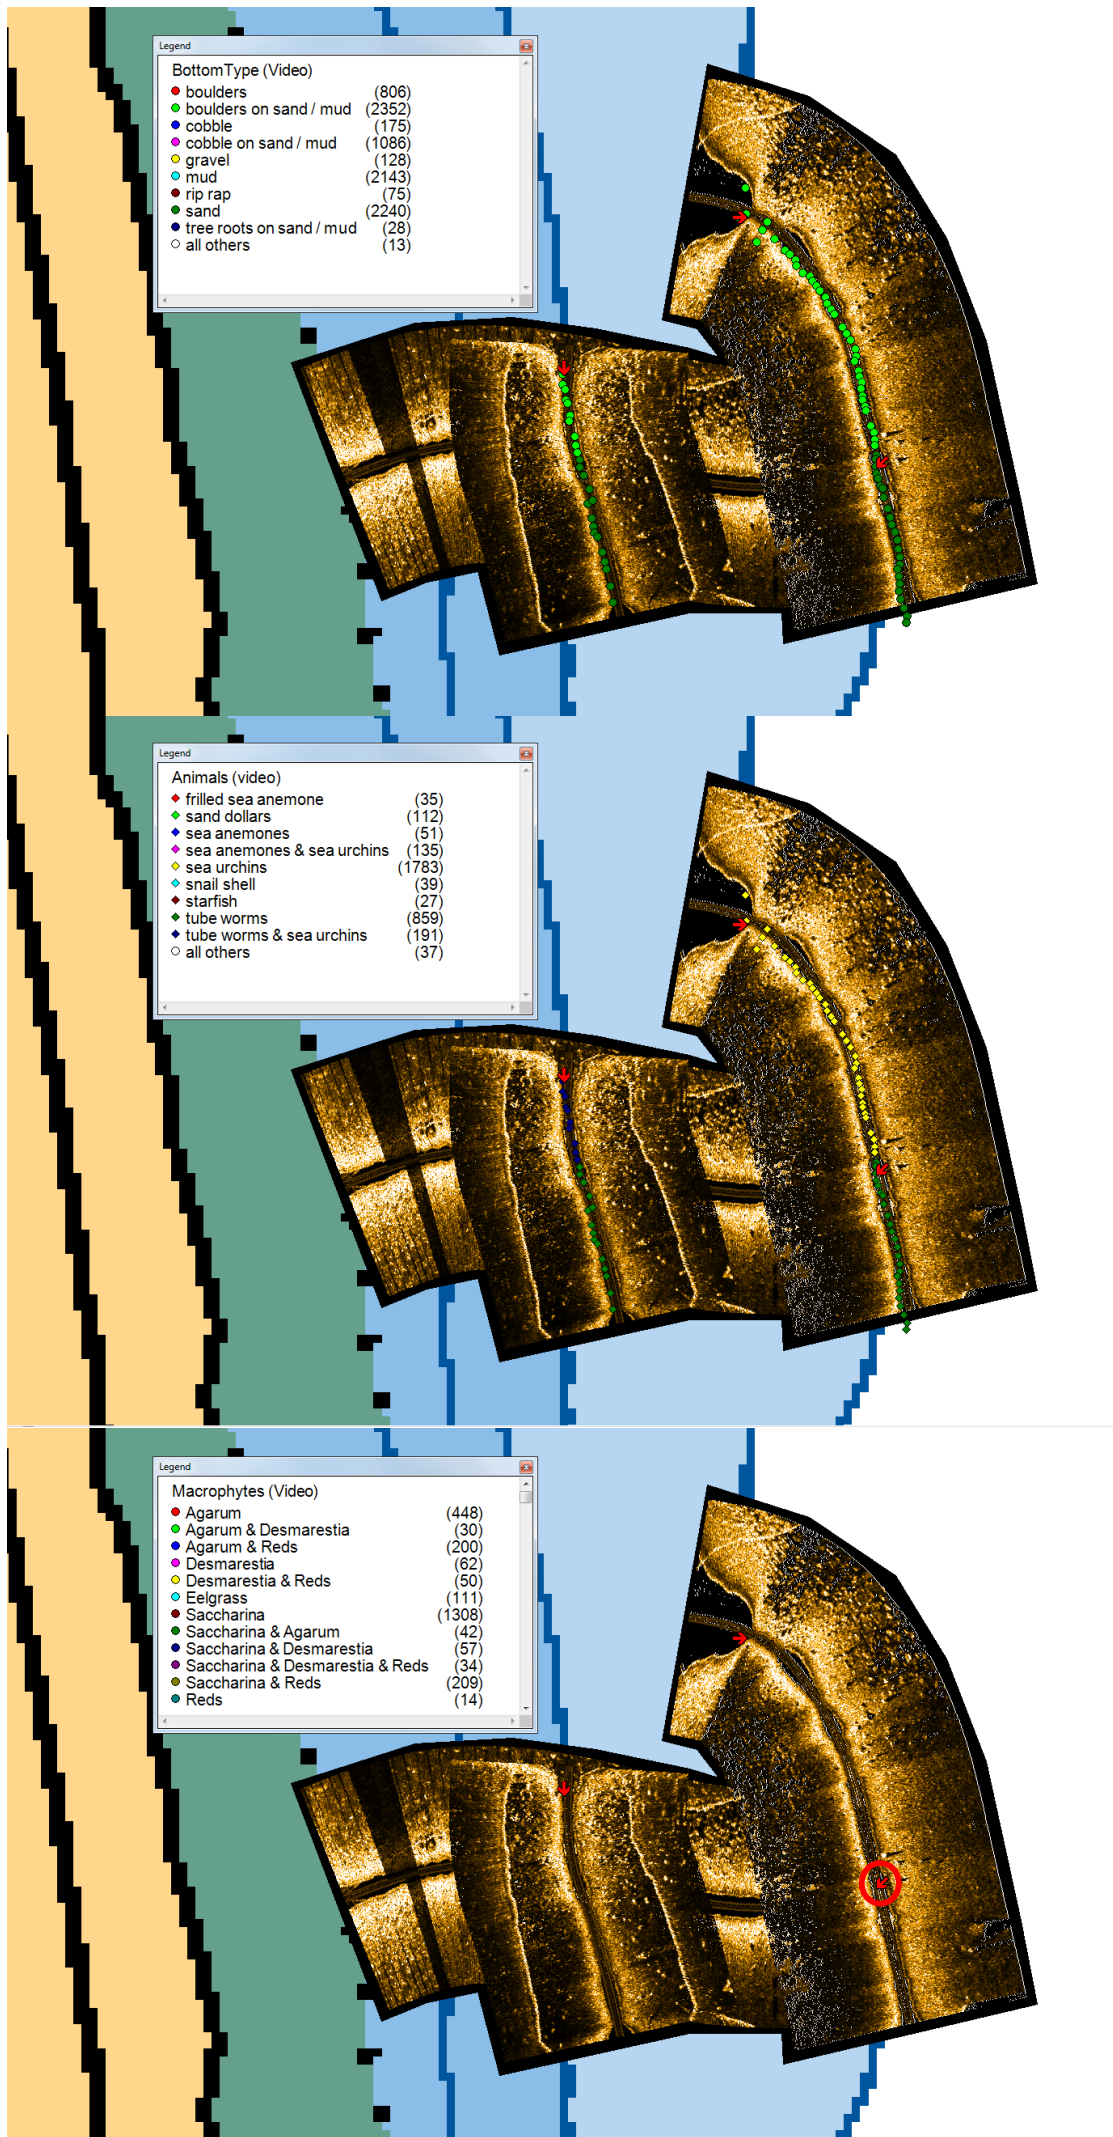 Legend
BottomType (Video)
boulders (806)
boulders on sand / mud (2352)
cobble (175)
cobble on sand / mud (1086)
gravel (128)
mud (2143)
rip rap (75)
sand (2240)
tree roots on sand / mud (28)
all others (13)
Legend
Animals (video)
frilled sea anemone (35)
sand dollars (112)
sea anemones (51)
sea anemones & sea urchins (135)
sea urchins (1783)
snail shell (39)
starfish (27)
tube worms (859)
tube worms & sea urchins (191)
all others (37)
Legend
Macrophytes (Video)
Agarum (448)
Agarum & Desmarestia (30)
Agarum & Reds (200)
Desmarestia (62)
Desmarestia & Reds (50)
Eelgrass (111)
Saccharina (1308)
Saccharina & Agarum (42)
Saccharina & Desmarestia (57)
Saccharina & Desmarestia & Reds (34)
Saccharina & Reds (209)
Reds (14)